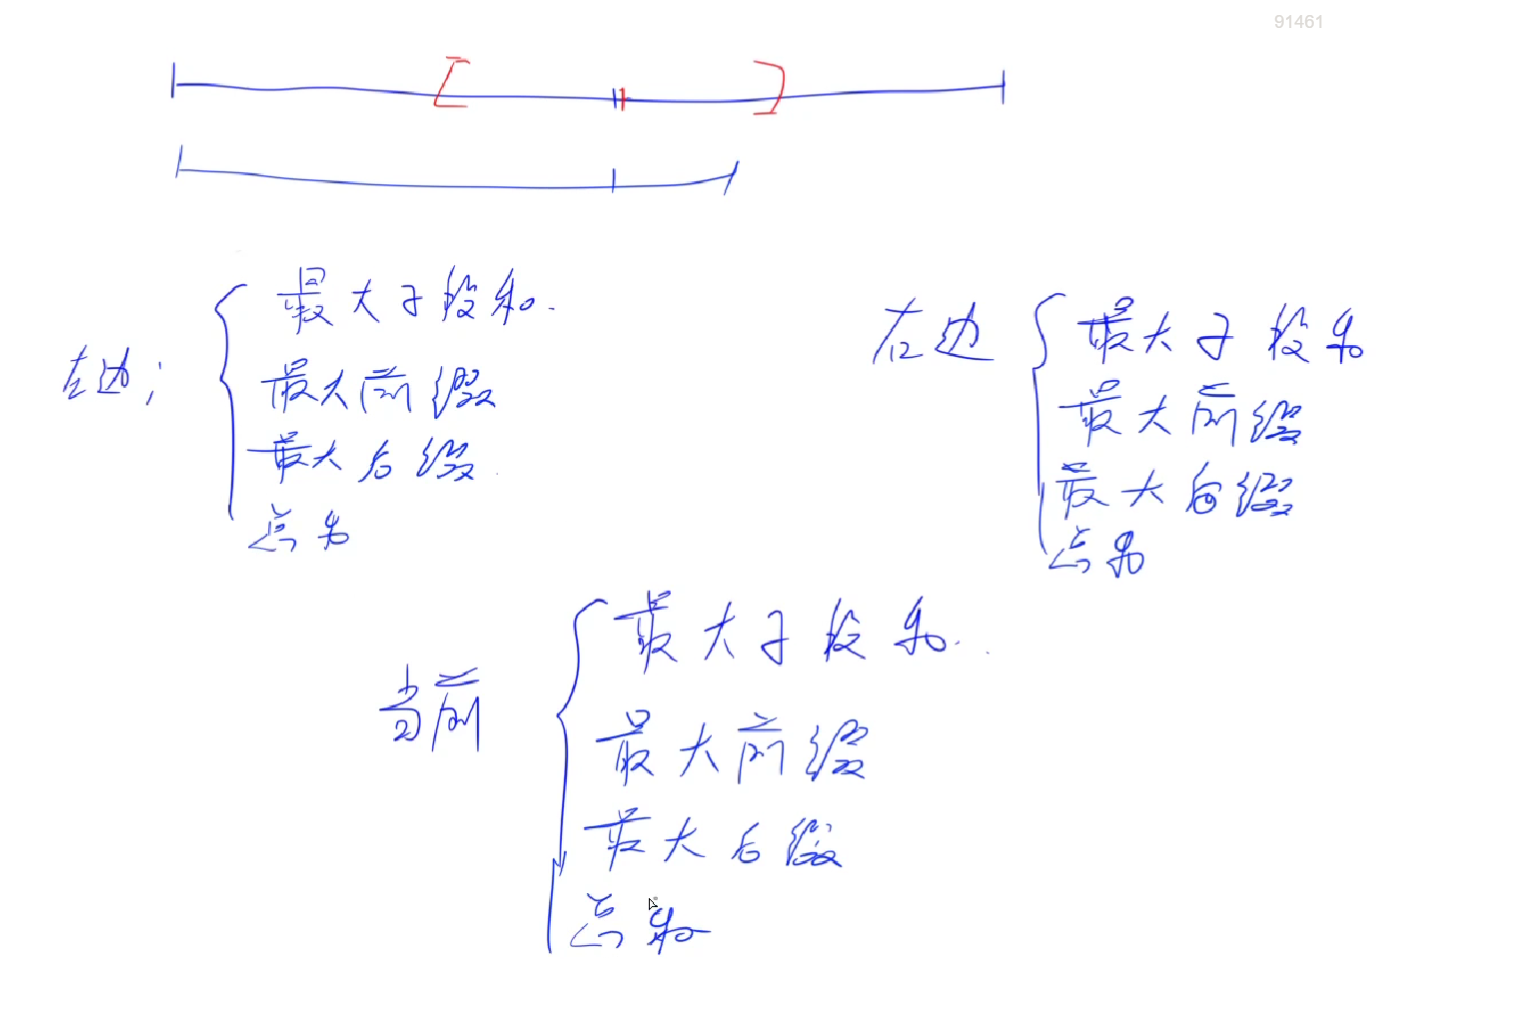 91461
左边;
最大子段和.
最大前缀
最大后缀
总和
右边
最大子段和
最大前缀
最大后缀
总和
当前
最大子段和.
最大前缀
最大后缀
总和